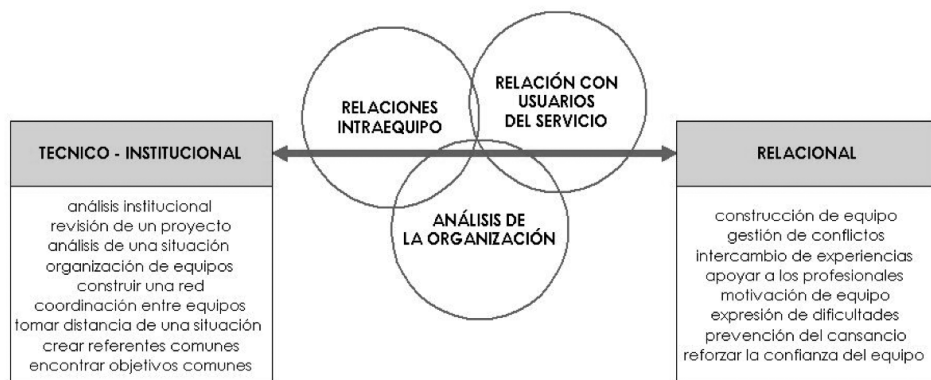 RELACIONES
INTRAEQUIPO
RELACIÓN CON
USUARIOS
DEL SERVICIO
ANÁLISIS DE
LA ORGANIZACIÓN
TECNICO - INSTITUCIONAL
análisis institucional
revisión de un proyecto
análisis de una situación
organización de equipos
construir una red
coordinación entre equipos
tomar distancia de una situación
crear referentes comunes
encontrar objetivos comunes
RELACIONAL
construcción de equipo
gestión de conflictos
intercambio de experiencias
apoyar a los profesionales
motivación de equipo
expresión de dificultades
prevención del cansancio
reforzar la confianza del equipo